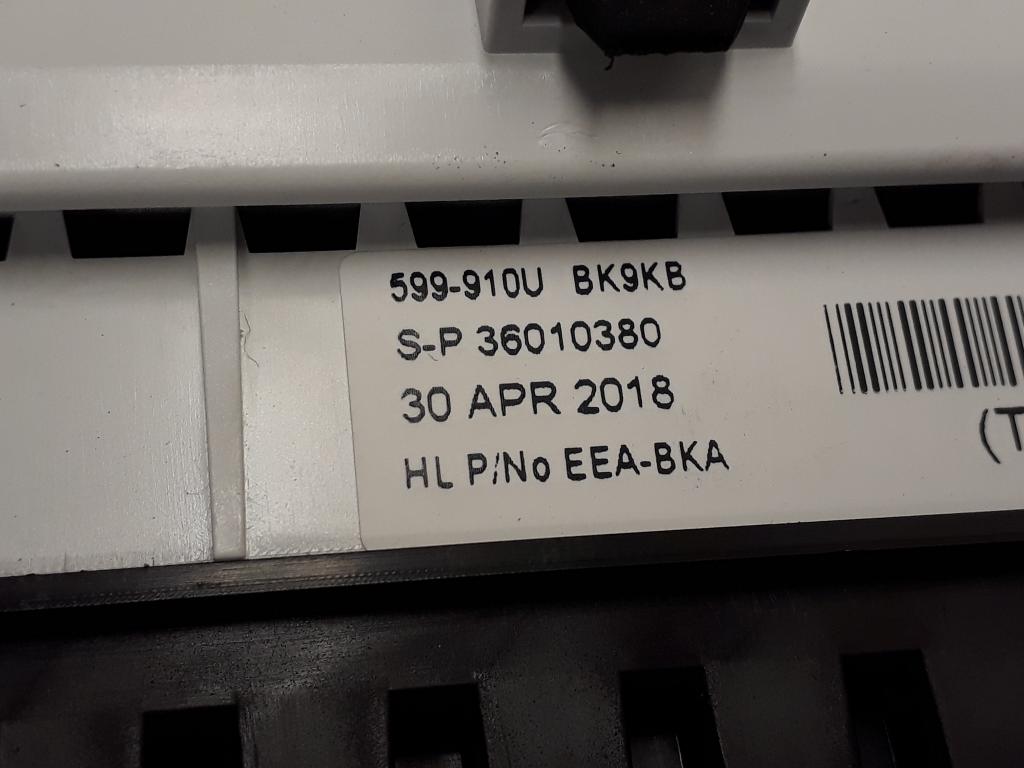 599-910U BK9KB
S-P 36010380
30 APR 2018
HL P/No EEA-BKA
(T